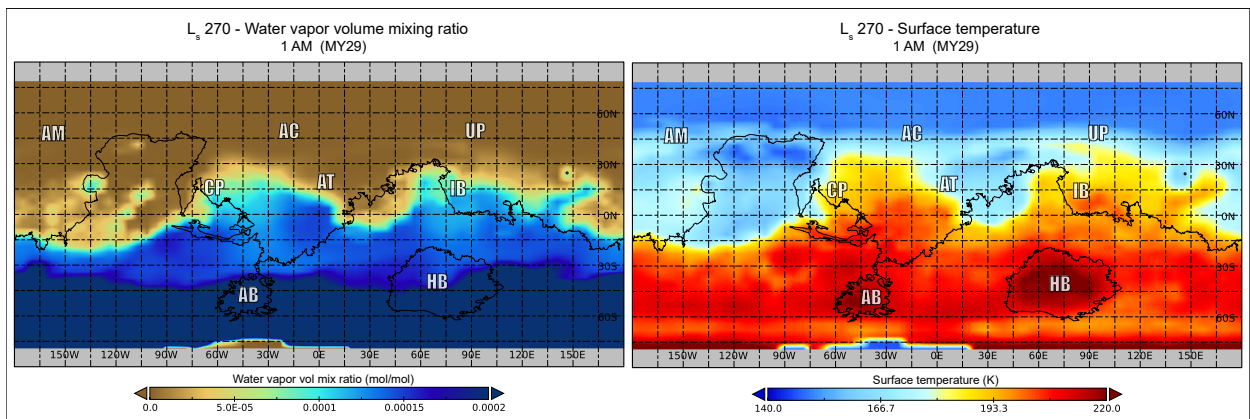 Ls 270 - Water vapor volume mixing ratio
1 AM (MY29)
60N
AM
AC
UP
30N
CP
AT
IB
0N
30S
AB
HB
60S
150W 120W 90W 60W 30W 0E 30E 60E 90E 120E 150E
Water vapor vol mix ratio (mol/mol)
0.0 5.0E-05 0.0001 0.00015 0.0002
Ls 270 - Surface temperature
1 AM (MY29)
60N
AM
AC
UP
30N
CP
AT
IB
0N
30S
AB
HB
60S
150W 120W 90W 60W 30W 0E 30E 60E 90E 120E 150E
Surface temperature (K)
140.0 166.7 193.3 220.0